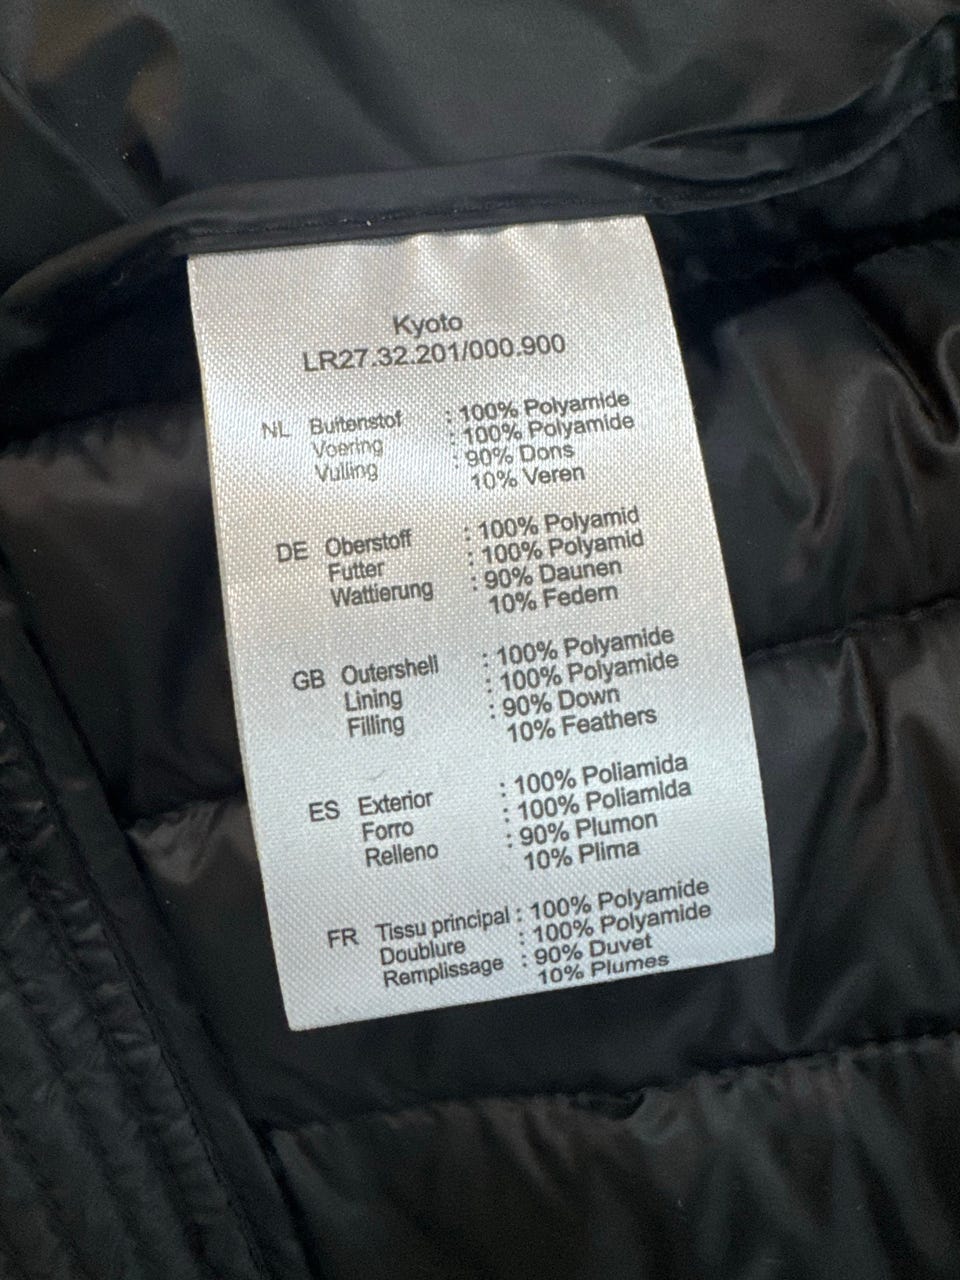 Kyoto
LR27.32.201/000.900
NL Buitenstof : 100% Polyamide
Voering : 100% Polyamide
Vulling : 90% Dons
10% Veren
DE Oberstoff : 100% Polyamid
Futter : 100% Polyamid
Wattierung : 90% Daunen
10% Federn
GB Outershell : 100% Polyamide
Lining : 100% Polyamide
Filling : 90% Down
10% Feathers
ES Exterior : 100% Poliamida
Forro : 100% Poliamida
Relleno : 90% Plumon
10% Plima
FR Tissu principal : 100% Polyamide
Doublure : 100% Polyamide
Remplissage : 90% Duvet
10% Plumes